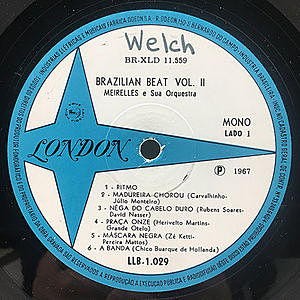 Welch
BR-XLD 11.559
BRAZILIAN BEAT VOL. II
MEIRELLES e Sua Orquestra
MONO
LADO 1
LONDON
P 1967
1 - RITMO
2 - MADUREIRA CHOROU (Carvalhinho-
Júlio Monteiro)
3 - NÊGA DO CABELO DURO (Rubens Soares-
David Nasser)
4 - PRAÇA ONZE (Herivelto Martins-
Grande Otelo)
5 - MÁSCARA NEGRA (Zé Ketti-
Pereira Mattos)
6 - A BANDA (Chico Buarque de Hollanda)
LLB-1.029